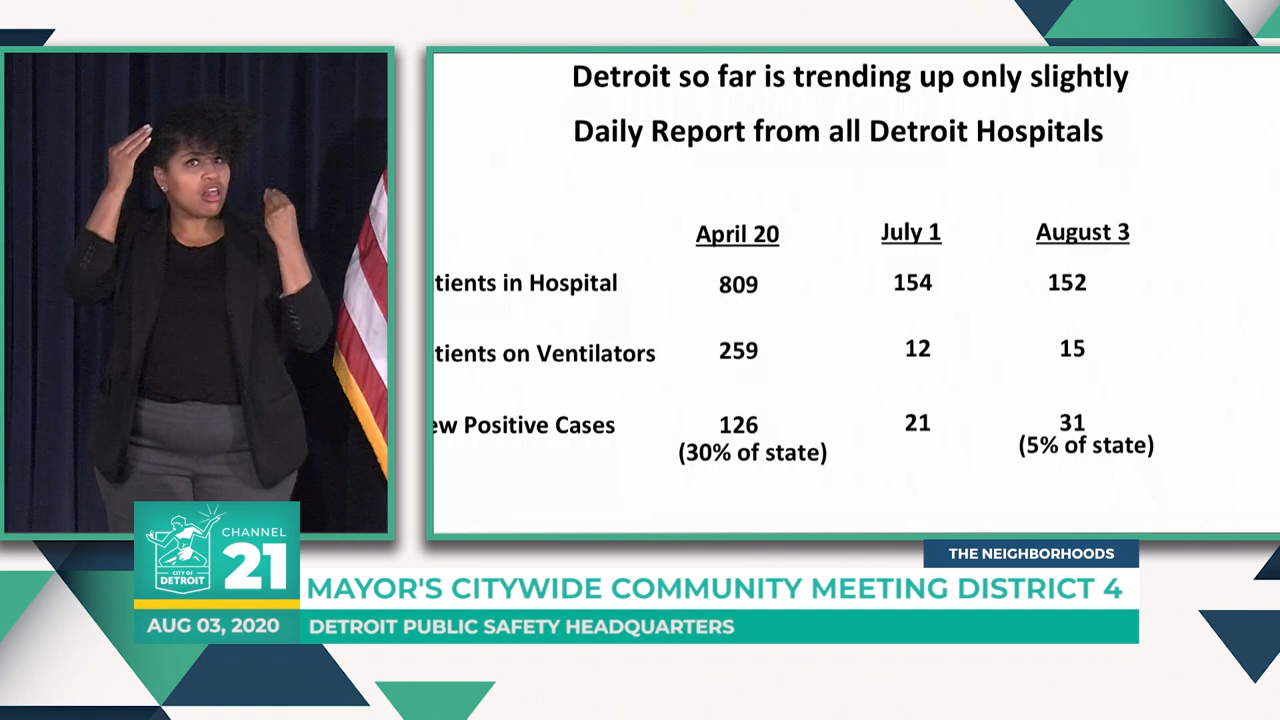 Detroit so far is trending up only slightly
Daily Report from all Detroit Hospitals
April 20 July 1 August 3
tients in Hospital 809 154 152
tients on Ventilators 259 12 15
ew Positive Cases 126 21 31
(30% of state) (5% of state)
THE NEIGHBORHOODS
CHANNEL
21
CITY OF
DETROIT
MAYOR'S CITYWIDE COMMUNITY MEETING DISTRICT 4
AUG 03, 2020 DETROIT PUBLIC SAFETY HEADQUARTERS